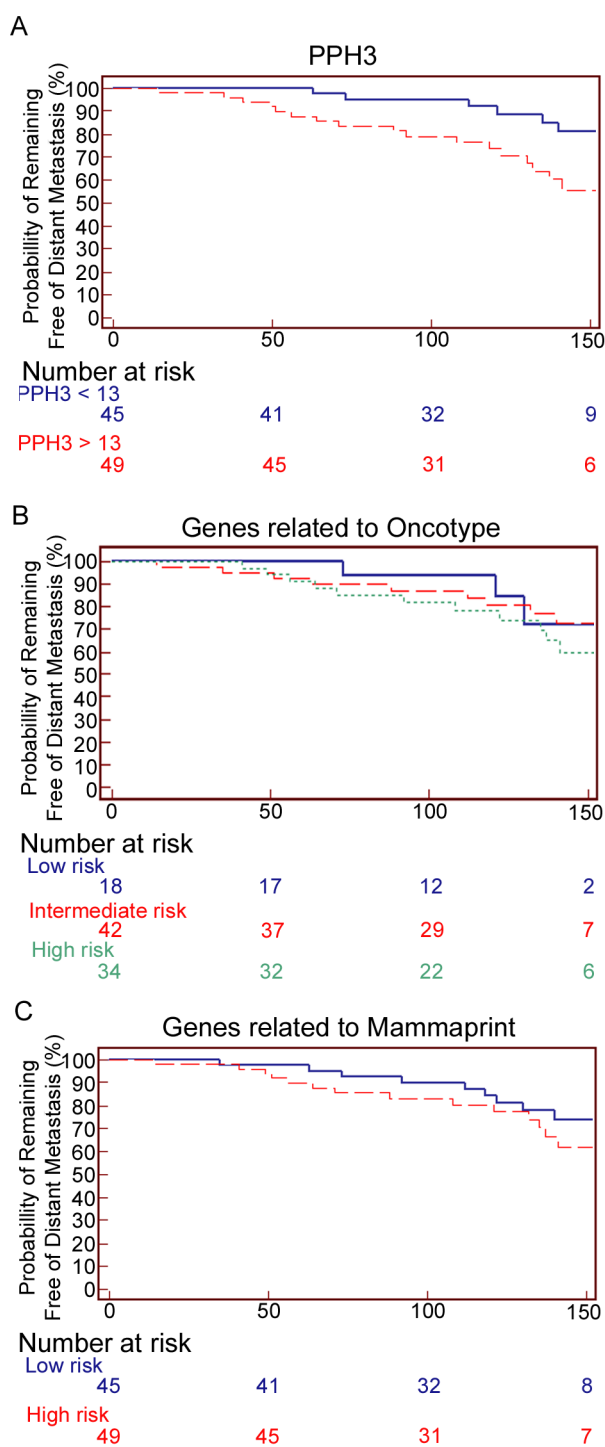 A
PPH3
Probabillity of Remaining
Free of Distant Metastasis (%)
100
90
80
70
60
50
40
30
20
10
0
0 50 100 150
Number at risk
PPH3 < 13
45 41 32 9
PPH3 > 13
49 45 31 6
B
Genes related to Oncotype
Probabillity of Remaining
Free of Distant Metastasis (%)
100
90
80
70
60
50
40
30
20
10
0
0 50 100 150
Number at risk
Low risk
18 17 12 2
Intermediate risk
42 37 29 7
High risk
34 32 22 6
C
Genes related to Mammaprint
Probabillity of Remaining
Free of Distant Metastasis (%)
100
90
80
70
60
50
40
30
20
10
0
0 50 100 150
Number at risk
Low risk
45 41 32 8
High risk
49 45 31 7